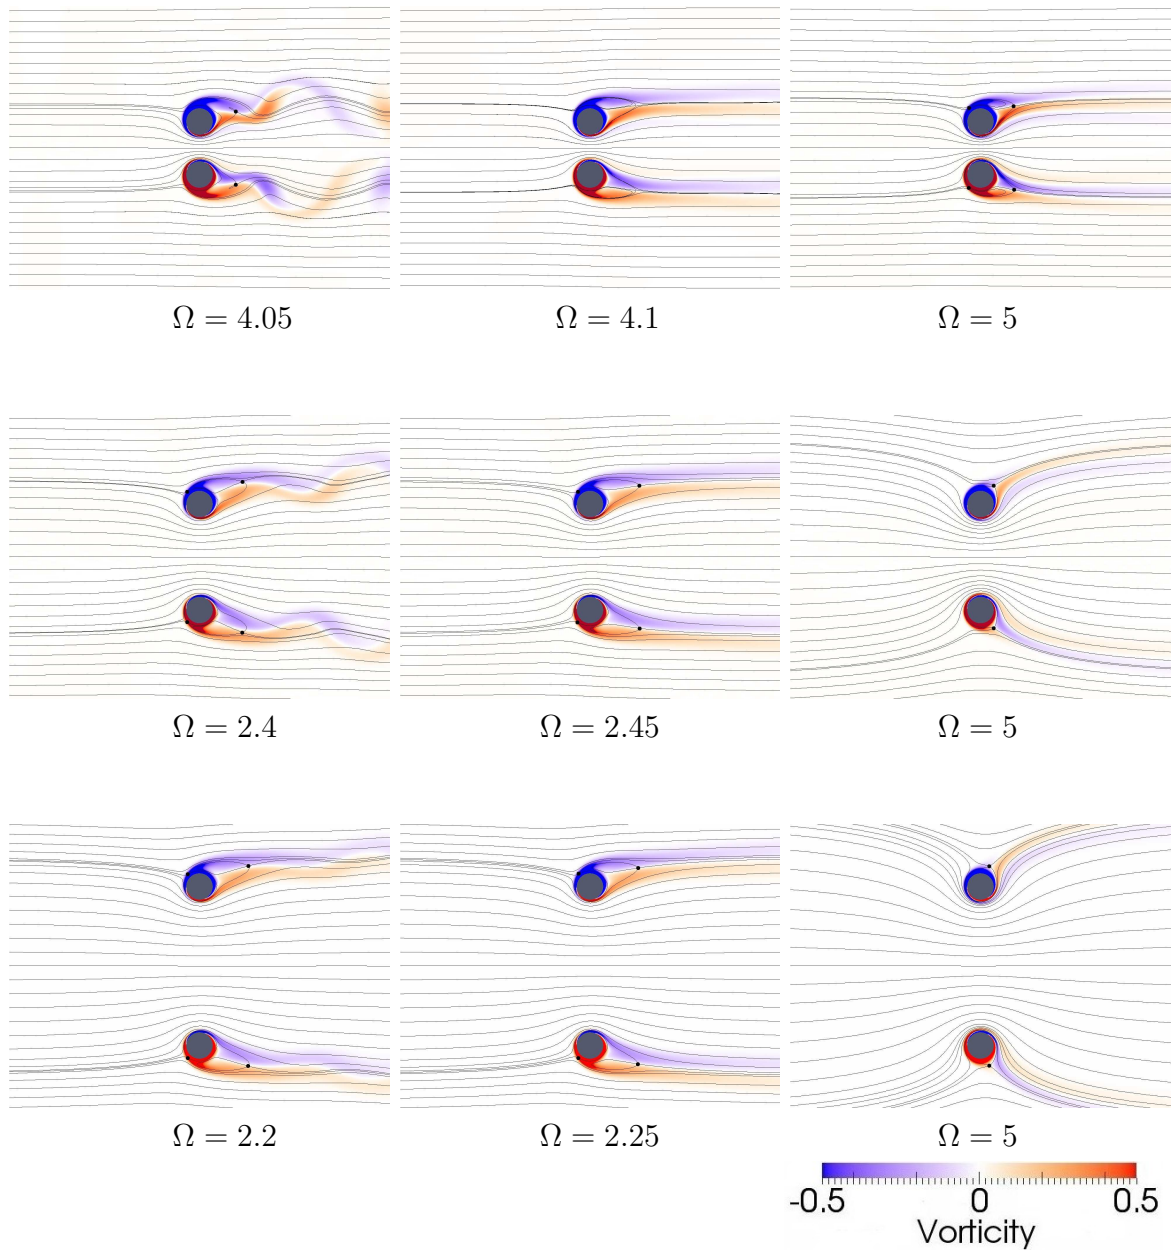 Ω = 4.05
Ω = 4.1
Ω = 5
Ω = 2.4
Ω = 2.45
Ω = 5
Ω = 2.2
Ω = 2.25
Ω = 5
-0.5 0 0.5
Vorticity